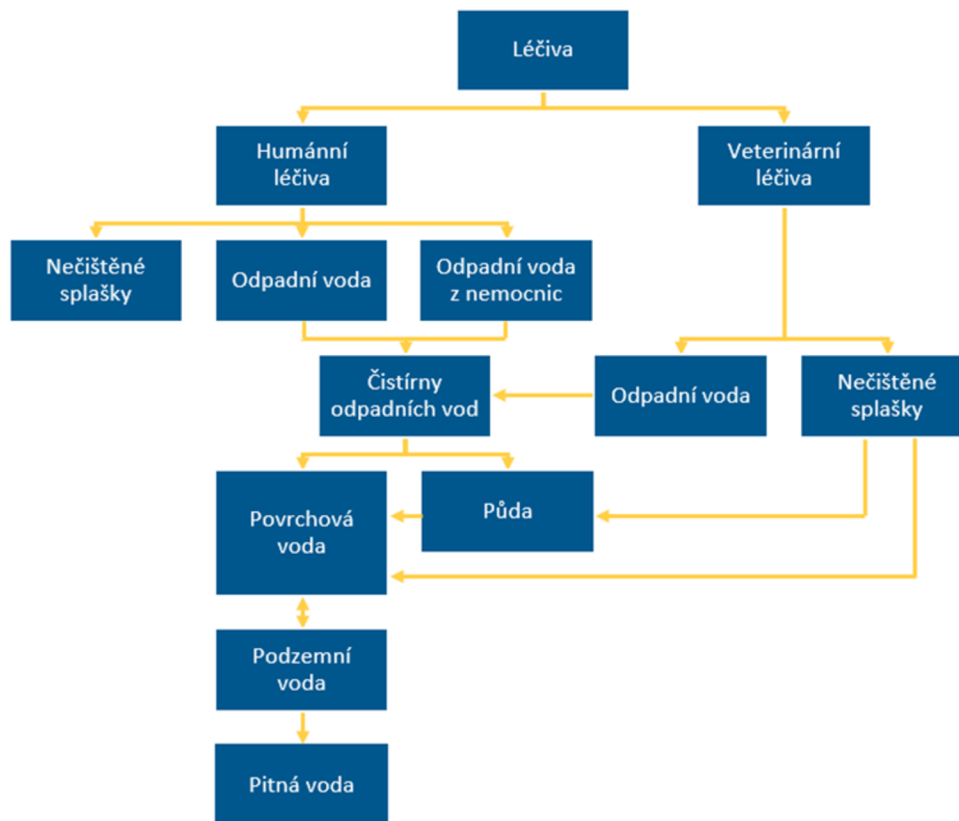 Léčiva
Humánní
léčiva
Veterinární
léčiva
Nečištěné
splašky
Odpadní voda
Odpadní voda
z nemocnic
Čistírny
odpadních vod
Odpadní voda
Nečištěné
splašky
Povrchová
voda
Půda
Podzemní
voda
Pitná voda